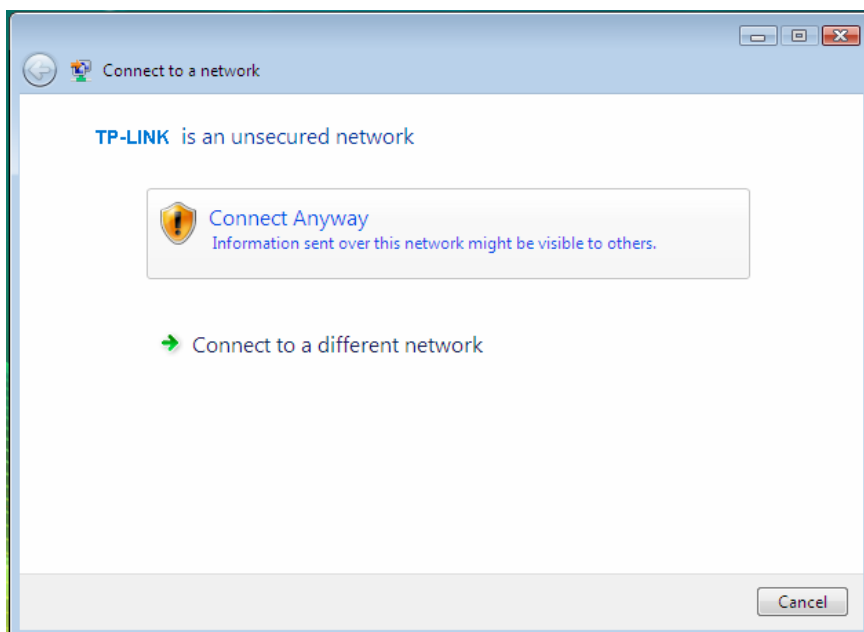 Connect to a network
TP-LINK is an unsecured network
Connect Anyway
Information sent over this network might be visible to others.
Connect to a different network
Cancel